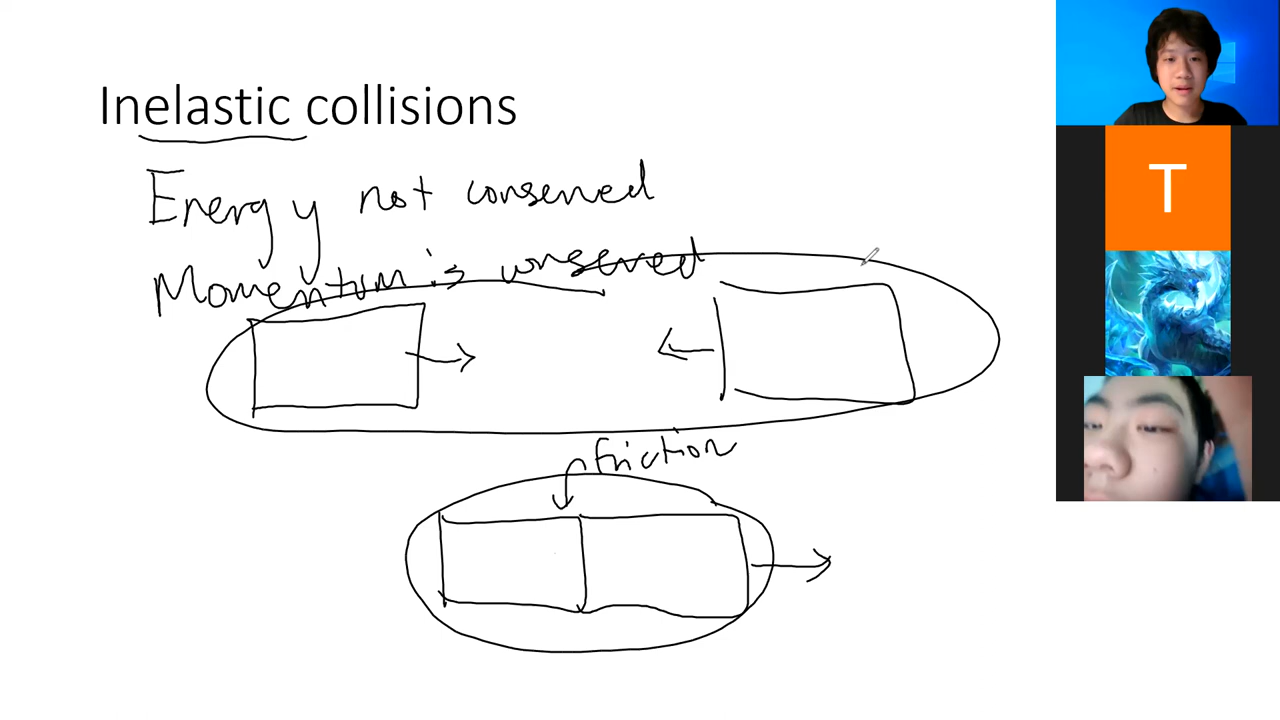 Inelastic collisions
Energy not conserved
Momentum is conserved
friction
T